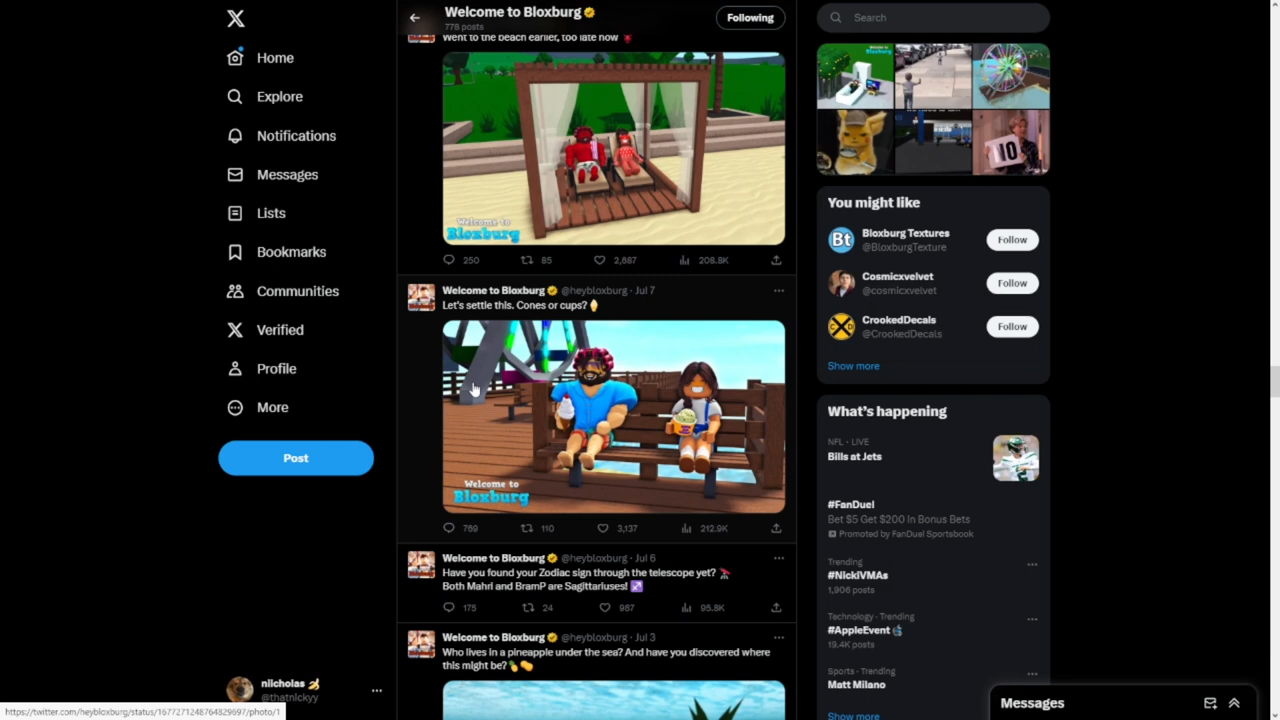 Home
Explore
Notifications
Messages
Lists
Bookmarks
Communities
Verified
Profile
More
Post
niicholas
@thatnickyy
https://twitter.com/heybloxburg/status/1677271248764829697/photo/1
Welcome to Bloxburg
778 posts
Following
Went to the beach earlier, too late now
Welcome to
Bloxburg
250 85 2,687 208.8K
Welcome to Bloxburg @heybloxburg · Jul 7
Let's settle this. Cones or cups?
Welcome to
Bloxburg
769 110 3,137 212.9K
Welcome to Bloxburg @heybloxburg · Jul 6
Have you found your Zodiac sign through the telescope yet?
Both Mahri and BramP are Sagittariuses!
175 24 987 95.8K
Welcome to Bloxburg @heybloxburg · Jul 3
Who lives in a pineapple under the sea? And have you discovered where
this might be?
Search
10
You might like
Bt
Bloxburg Textures
@BloxburgTexture
Follow
Cosmicxvelvet
@cosmicxvelvet
Follow
CrookedDecals
@CrookedDecals
Follow
Show more
What's happening
NFL · LIVE
Bills at Jets
#FanDuel
Bet $5 Get $200 In Bonus Bets
Promoted by FanDuel Sportsbook
Trending
#NickiVMAs
1,906 posts
Technology · Trending
#AppleEvent
19.4K posts
Sports · Trending
Matt Milano
Show more
Messages